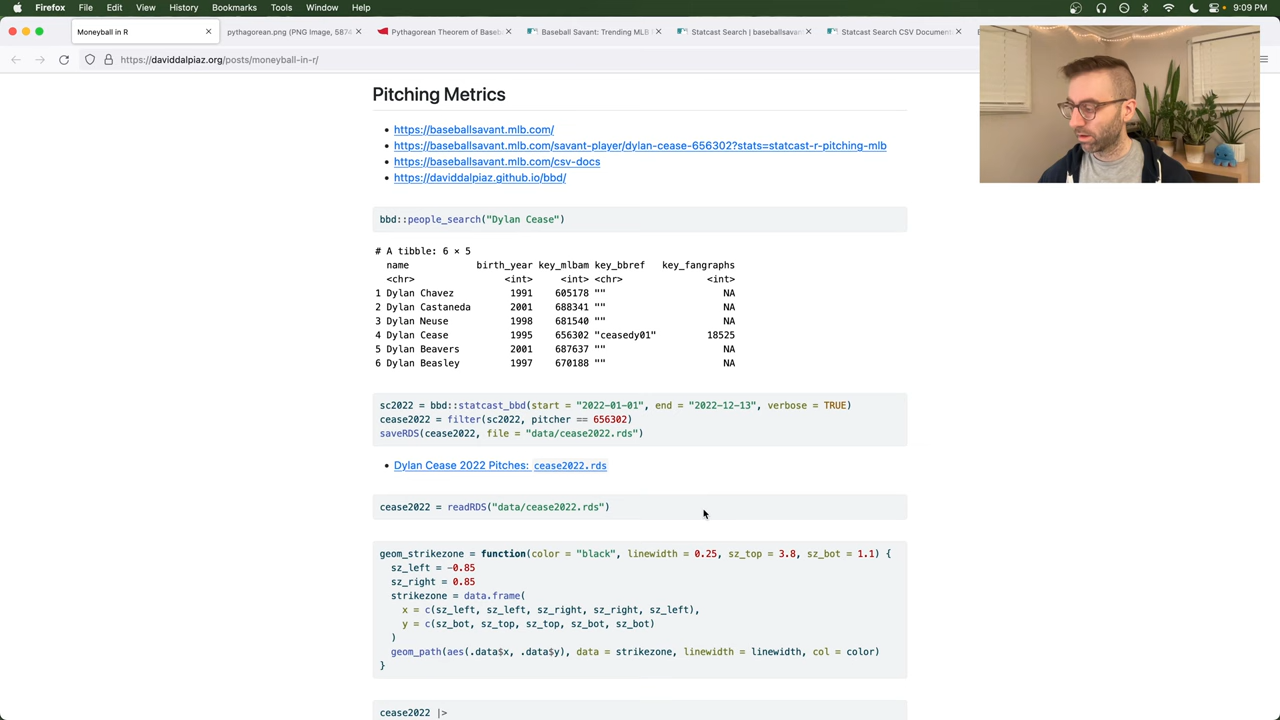 Firefox File Edit View History Bookmarks Tools Window Help
9:09 PM
Moneyball in R
pythagorean.png (PNG Image, 5874
Pythagorean Theorem of Baseb
Baseball Savant: Trending MLB
Statcast Search | baseballsavan
Statcast Search CSV Document
https://daviddalpiaz.org/posts/moneyball-in-r/
Pitching Metrics
https://baseballsavant.mlb.com/
https://baseballsavant.mlb.com/savant-player/dylan-cease-656302?stats=statcast-r-pitching-mlb
https://baseballsavant.mlb.com/csv-docs
https://daviddalpiaz.github.io/bbd/
bbd::people_search("Dylan Cease")
# A tibble: 6 × 5
name birth_year key_mlbam key_bbref key_fangraphs
<chr> <int> <int> <chr> <int>
1 Dylan Chavez 1991 605178 "" NA
2 Dylan Castaneda 2001 688341 "" NA
3 Dylan Neuse 1998 681540 "" NA
4 Dylan Cease 1995 656302 "ceasedy01" 18525
5 Dylan Beavers 2001 687637 "" NA
6 Dylan Beasley 1997 670188 "" NA
sc2022 = bbd::statcast_bbd(start = "2022-01-01", end = "2022-12-13", verbose = TRUE)
cease2022 = filter(sc2022, pitcher == 656302)
saveRDS(cease2022, file = "data/cease2022.rds")
Dylan Cease 2022 Pitches: cease2022.rds
cease2022 = readRDS("data/cease2022.rds")
geom_strikezone = function(color = "black", linewidth = 0.25, sz_top = 3.8, sz_bot = 1.1) {
sz_left = -0.85
sz_right = 0.85
strikezone = data.frame(
x = c(sz_left, sz_left, sz_right, sz_right, sz_left),
y = c(sz_bot, sz_top, sz_top, sz_bot, sz_bot)
)
geom_path(aes(.data$x, .data$y), data = strikezone, linewidth = linewidth, col = color)
}
cease2022 |>